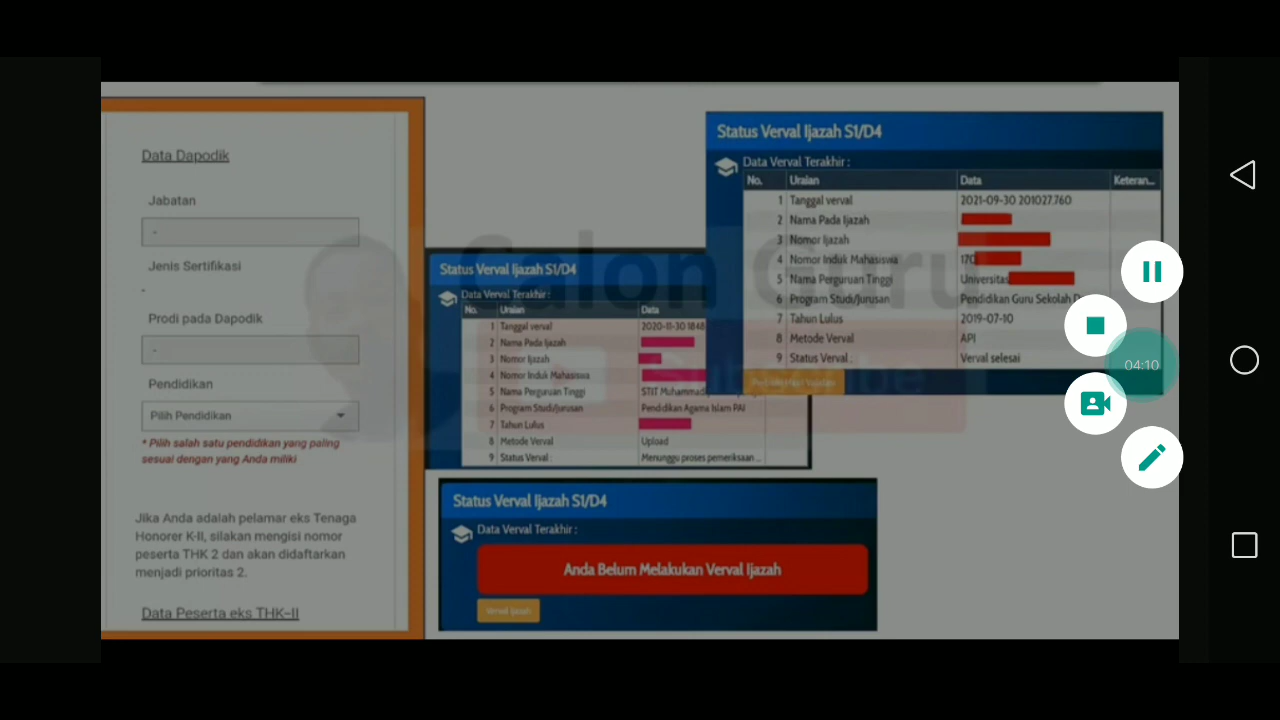 Data Dapodik
Jabatan
-
Jenis Sertifikasi
-
Prodi pada Dapodik
-
Pendidikan
Pilih Pendidikan
* Pilih salah satu pendidikan yang paling
sesuai dengan yang Anda miliki
Jika Anda adalah pelamar eks Tenaga
Honorer K-II, silakan mengisi nomor
peserta THK 2 dan akan didaftarkan
menjadi prioritas 2.
Data Peserta eks THK-II
Status Verval Ijazah S1/D4
Data Verval Terakhir :
No. Uraian Data
1 Tanggal verval 2020-11-30 1848
2 Nama Pada Ijazah
3 Nomor Ijazah
4 Nomor Induk Mahasiswa
5 Nama Perguruan Tinggi STIT Muhammadi
6 Program Studi/Jurusan Pendidikan Agama Islam PAI
7 Tahun Lulus
8 Metode Verval Upload
9 Status Verval : Menunggu proses pemeriksaan ...
Status Verval Ijazah S1/D4
Data Verval Terakhir :
No. Uraian Data Keteran...
1 Tanggal verval 2021-09-30 201027.760
2 Nama Pada Ijazah
3 Nomor Ijazah
4 Nomor Induk Mahasiswa 170
5 Nama Perguruan Tinggi Universitas
6 Program Studi/Jurusan Pendidikan Guru Sekolah D
7 Tahun Lulus 2019-07-10
8 Metode Verval API
9 Status Verval : Verval selesai
Status Verval Ijazah S1/D4
Data Verval Terakhir :
Anda Belum Melakukan Verval Ijazah
Verval Ijazah
Calon Guru
Subscribe
04:10